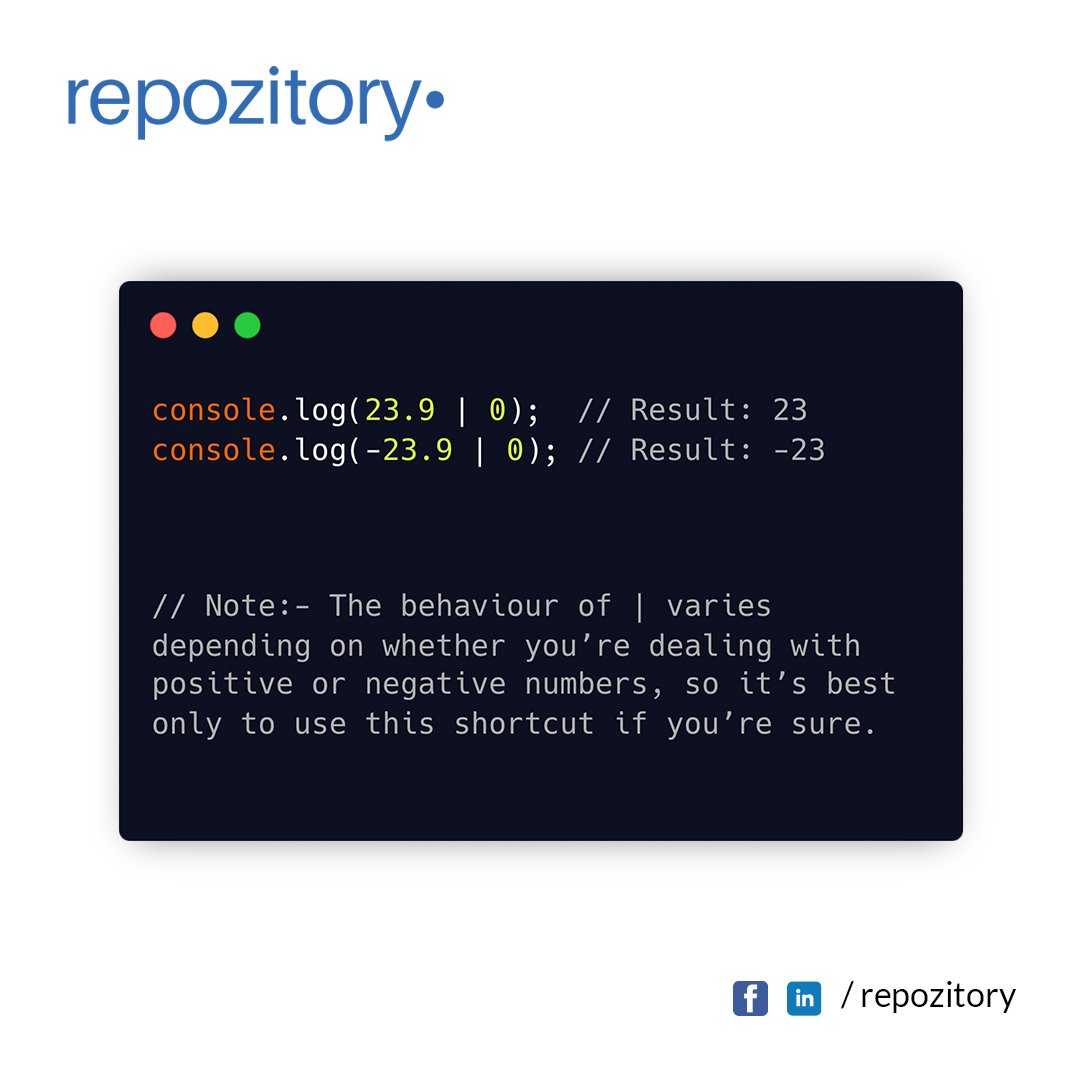 repozitory•
console.log(23.9 | 0);  // Result: 23
console.log(-23.9 | 0); // Result: -23
// Note:- The behaviour of | varies
depending on whether you’re dealing with
positive or negative numbers, so it’s best
only to use this shortcut if you’re sure.
f in / repozitory